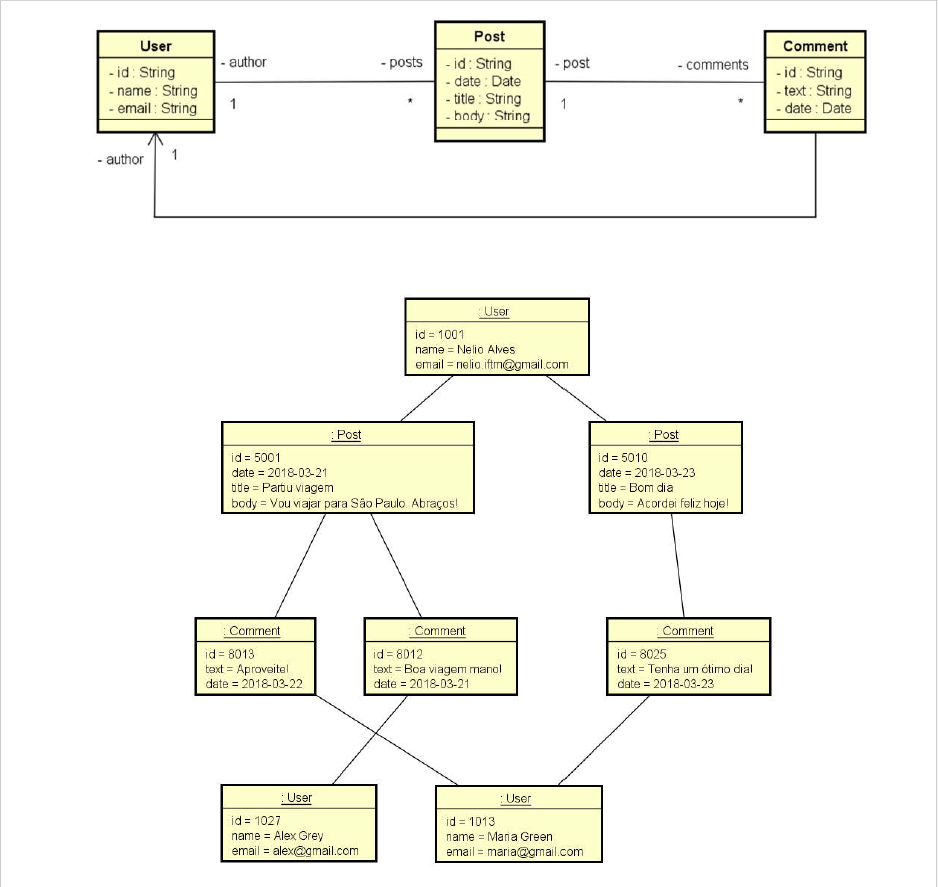 User
- id : String
- name : String
- email : String
- author
1
- posts
*
Post
- id : String
- date : Date
- title : String
- body : String
- post
1
- comments
*
Comment
- id : String
- text : String
- date : Date
- author
1
: User
id = 1001
name = Nelio Alves
email = nelio.iftm@gmail.com
: Post
id = 5001
date = 2018-03-21
title = Partiu viagem
body = Vou viajar para São Paulo. Abraços!
: Post
id = 5010
date = 2018-03-23
title = Bom dia
body = Acordei feliz hoje!
: Comment
id = 8013
text = Aproveite!
date = 2018-03-22
: Comment
id = 8012
text = Boa viagem mano!
date = 2018-03-21
: Comment
id = 8025
text = Tenha um ótimo dia!
date = 2018-03-23
: User
id = 1027
name = Alex Grey
email = alex@gmail.com
: User
id = 1013
name = Maria Green
email = maria@gmail.com